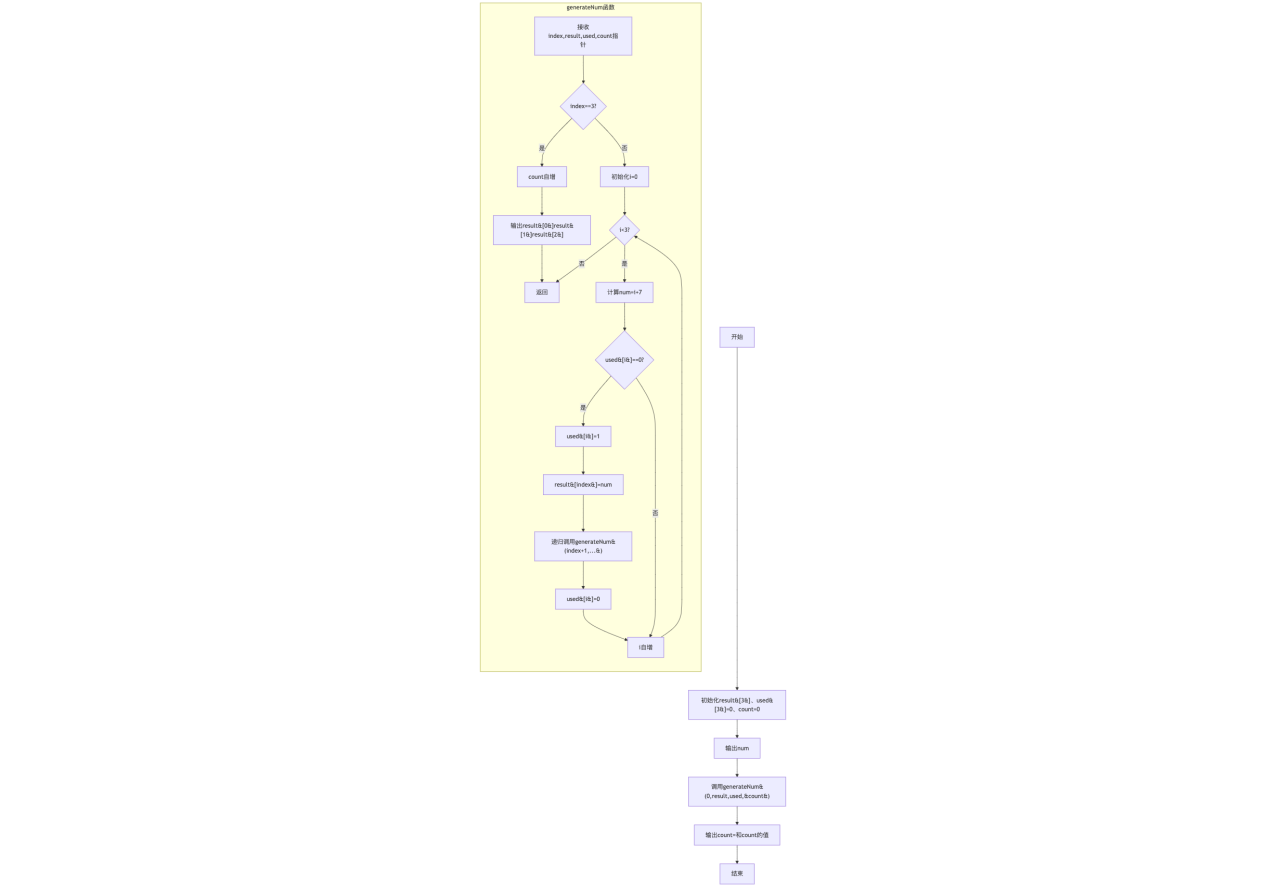 generateNum函数
接收
index,result,used,count指
针
index==3?
是
否
count自增
初始化i=0
输出result&[0&]result&
[1&]result&[2&]
i<3?
否
是
返回
计算num=i+7
used&[i&]==0?
是
used&[i&]=1
result&[index&]=num
否
递归调用generateNum&
(index+1,...&)
used&[i&]=0
i自增
开始
初始化result&[3&]、used&
[3&]=0、count=0
输出num
调用generateNum&
(0,result,used,&count&)
输出count=和count的值
结束